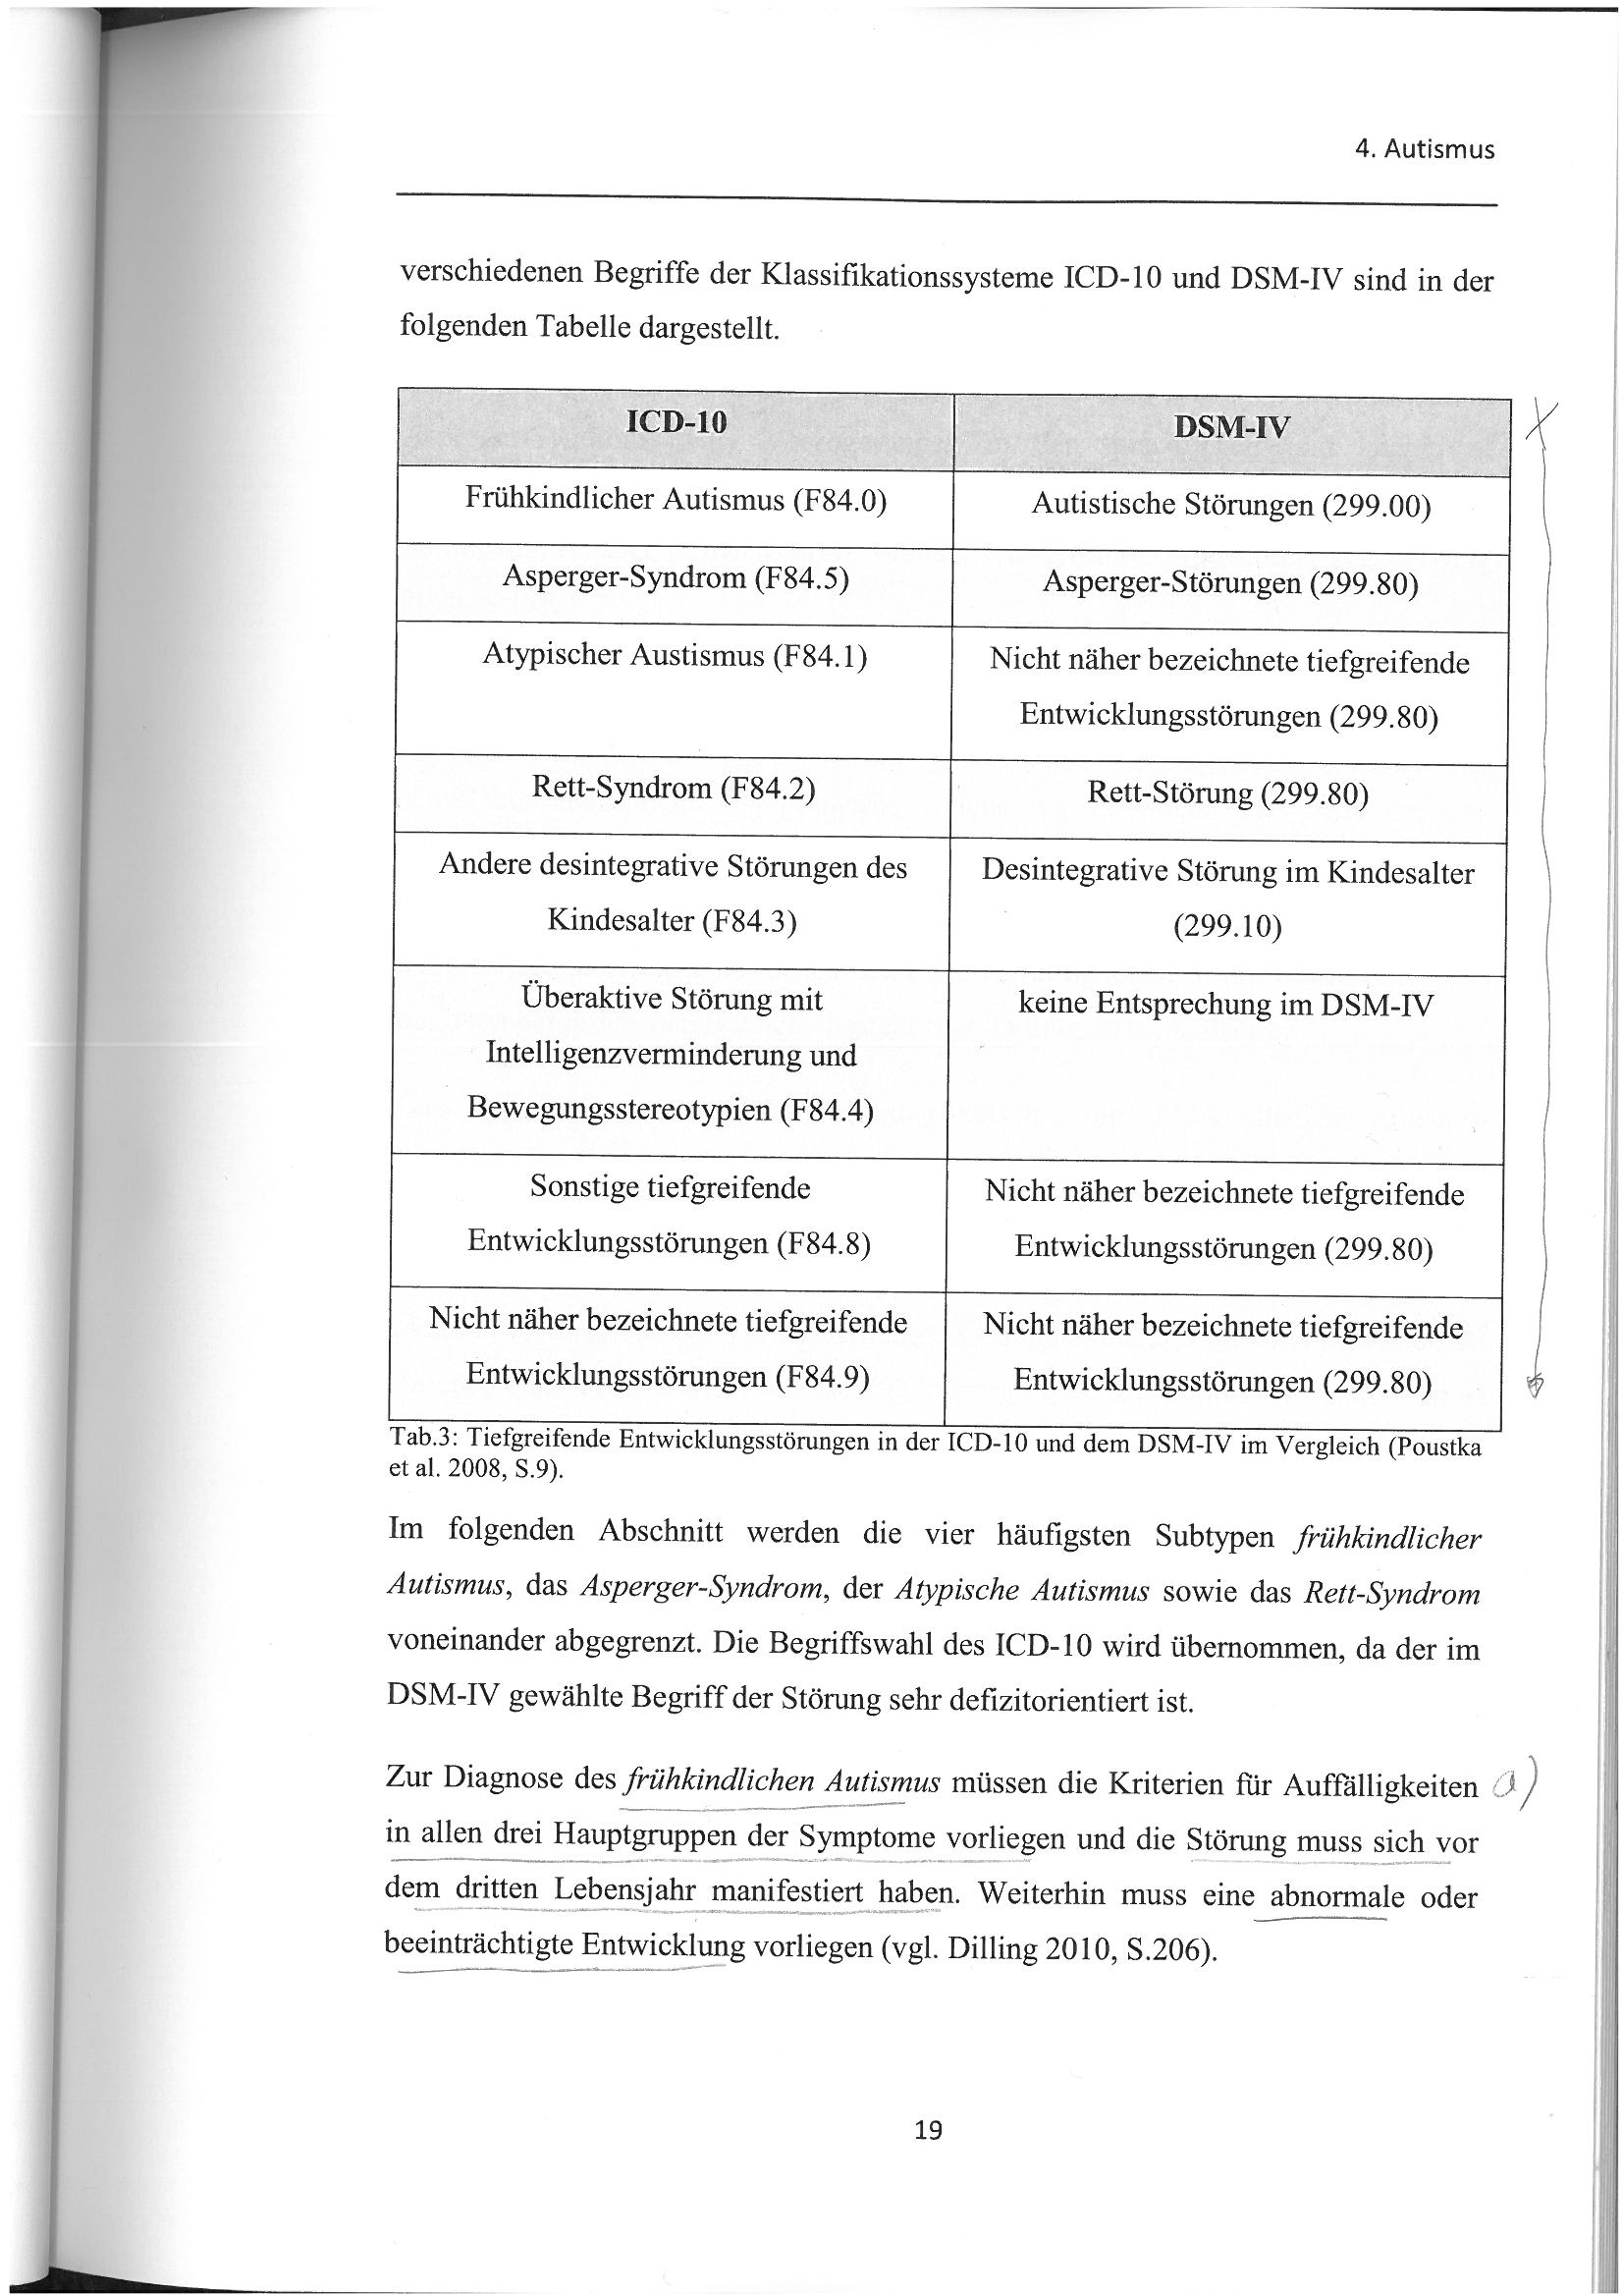 4. Autismus
verschiedenen Begriffe der Klassifikationssysteme ICD-10 und DSM-IV sind in der
folgenden Tabelle dargestellt.
ICD-10 DSM-IV
Frühkindlicher Autismus (F84.0) Autistische Störungen (299.00)
Asperger-Syndrom (F84.5) Asperger-Störungen (299.80)
Atypischer Austismus (F84.1) Nicht näher bezeichnete tiefgreifende
Entwicklungsstörungen (299.80)
Rett-Syndrom (F84.2) Rett-Störung (299.80)
Andere desintegrative Störungen des Desintegrative Störung im Kindesalter
Kindesalter (F84.3) (299.10)
Überaktive Störung mit keine Entsprechung im DSM-IV
Intelligenzverminderung und
Bewegungsstereotypien (F84.4)
Sonstige tiefgreifende Nicht näher bezeichnete tiefgreifende
Entwicklungsstörungen (F84.8) Entwicklungsstörungen (299.80)
Nicht näher bezeichnete tiefgreifende Nicht näher bezeichnete tiefgreifende
Entwicklungsstörungen (F84.9) Entwicklungsstörungen (299.80)
Tab.3: Tiefgreifende Entwicklungsstörungen in der ICD-10 und dem DSM-IV im Vergleich (Poustka
et al. 2008, S.9).
Im folgenden Abschnitt werden die vier häufigsten Subtypen frühkindlicher
Autismus, das Asperger-Syndrom, der Atypische Autismus sowie das Rett-Syndrom
voneinander abgegrenzt. Die Begriffswahl des ICD-10 wird übernommen, da der im
DSM-IV gewählte Begriff der Störung sehr defizitorientiert ist.
Zur Diagnose des frühkindlichen Autismus müssen die Kriterien für Auffälligkeiten a)
in allen drei Hauptgruppen der Symptome vorliegen und die Störung muss sich vor
dem dritten Lebensjahr manifestiert haben. Weiterhin muss eine abnormale oder
beeinträchtigte Entwicklung vorliegen (vgl. Dilling 2010, S.206).
19